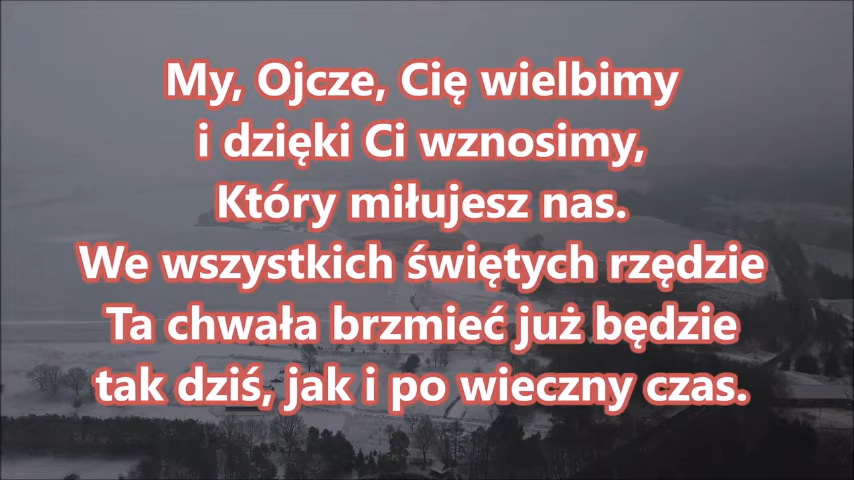 My, Ojcze, Cię wielbimy
i dzięki Ci wznosimy,
Który miłujesz nas.
We wszystkich świętych rzędzie
Ta chwała brzmieć już będzie
tak dziś, jak i po wieczny czas.